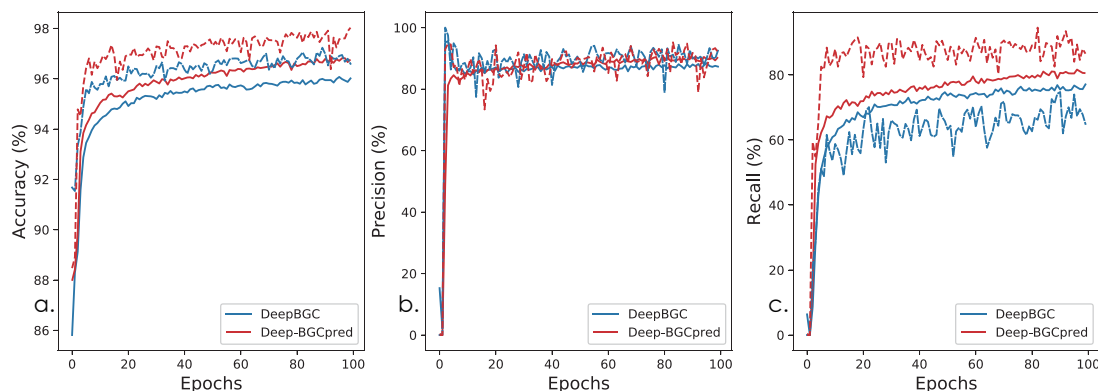 Accuracy (%)
98
96
94
92
90
88
86
a.
DeepBGC
Deep-BGCpred
0
20
40
60
80
100
Epochs
Precision (%)
100
80
60
40
20
0
b.
DeepBGC
Deep-BGCpred
0
20
40
60
80
100
Epochs
Recall (%)
80
60
40
20
0
c.
DeepBGC
Deep-BGCpred
0
20
40
60
80
100
Epochs